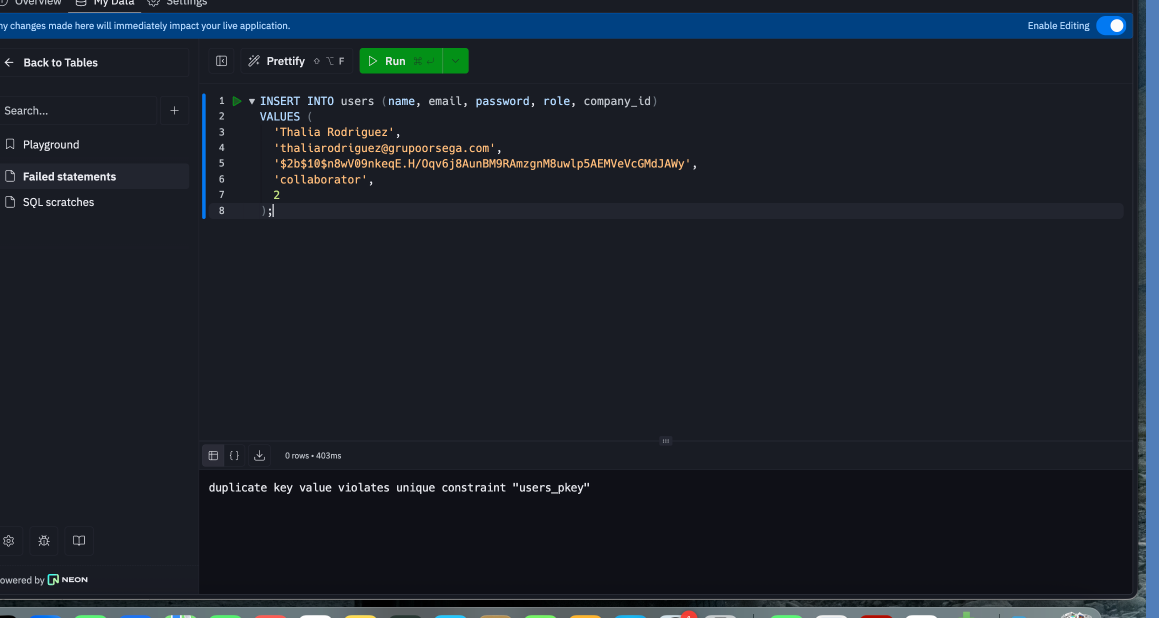 Overview My Data Settings
ny changes made here will immediately impact your live application. Enable Editing
Back to Tables
Prettify ⇧ ⌥ F Run ⌘ ↵
Search...
Playground
Failed statements
SQL scratches
1 INSERT INTO users (name, email, password, role, company_id)
2 VALUES (
3 'Thalia Rodriguez',
4 'thaliarodriguez@grupoorsega.com',
5 '$2b$10$n8wV09nkeqE.H/Oqv6j8AunBM9RAmzgnM8uwlp5AEMVeVcGMdJAWy',
6 'collaborator',
7 2
8 );
0 rows • 403ms
duplicate key value violates unique constraint "users_pkey"
owered by NEON